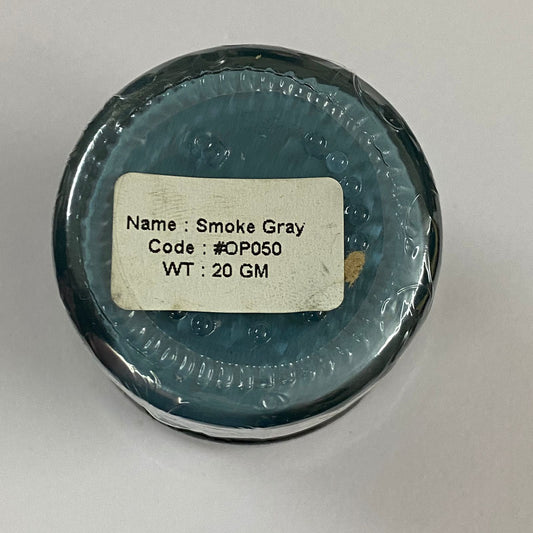 Name : Smoke Gray
Code : #OP050
WT : 20 GM